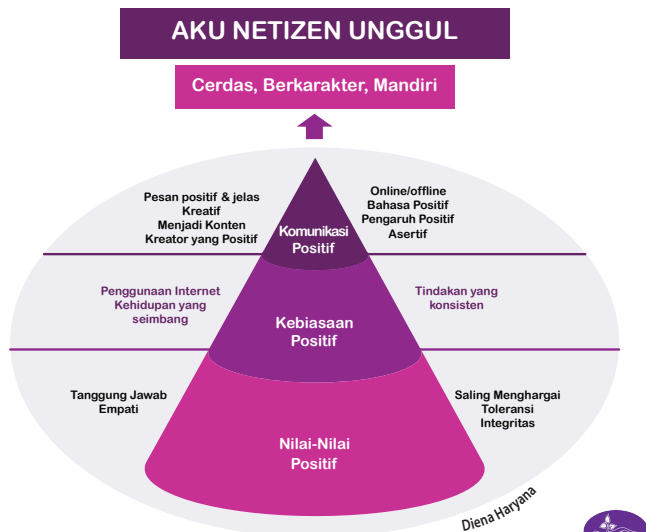 AKU NETIZEN UNGGUL
Cerdas, Berkarakter, Mandiri
Pesan positif & jelas
Kreatif
Menjadi Konten
Kreator yang Positif
Komunikasi
Positif
Online/offline
Bahasa Positif
Pengaruh Positif
Asertif
Penggunaan Internet
Kehidupan yang
seimbang
Kebiasaan
Positif
Tindakan yang
konsisten
Tanggung Jawab
Empati
Nilai-Nilai
Positif
Saling Menghargai
Toleransi
Integritas
Diena Haryana